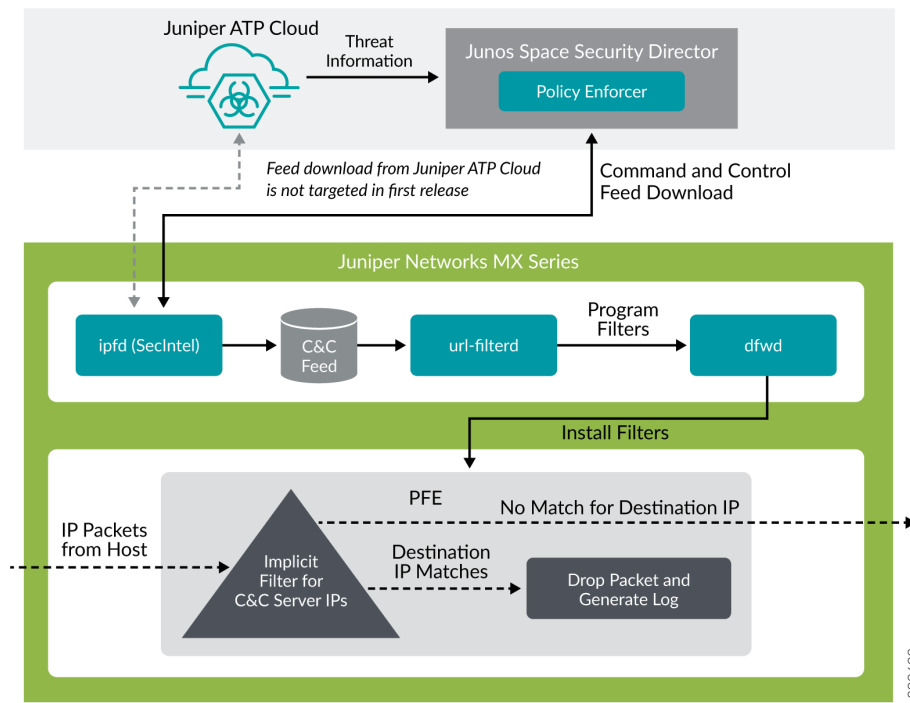 Juniper ATP Cloud
Threat
Information
Junos Space Security Director
Policy Enforcer
Feed download from Juniper ATP Cloud
is not targeted in first release
Command and Control
Feed Download
Juniper Networks MX Series
ipfd (SecIntel)
C&C
Feed
url-filterd
Program
Filters
dfwd
Install Filters
PFE
No Match for Destination IP
IP Packets
from Host
Implicit
Filter for
C&C Server IPs
Destination
IP Matches
Drop Packet and
Generate Log